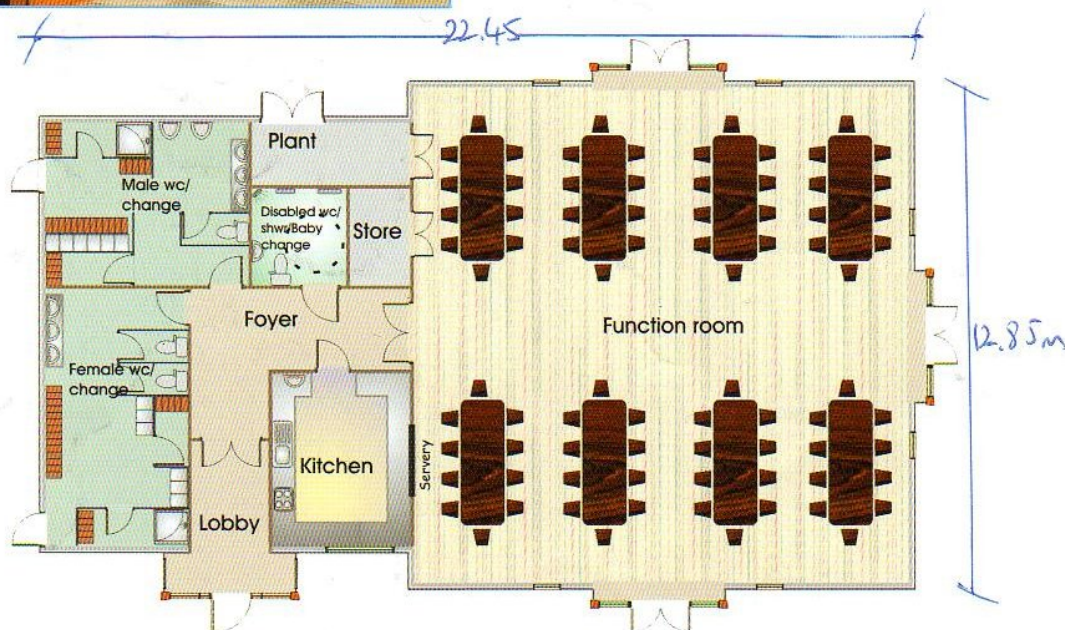 22.45
Plant
Male wc/
change
Disabled wc/
shwr/Baby
change
Store
Foyer
Function room
12.85m
Female wc/
change
Kitchen
Servery
Lobby